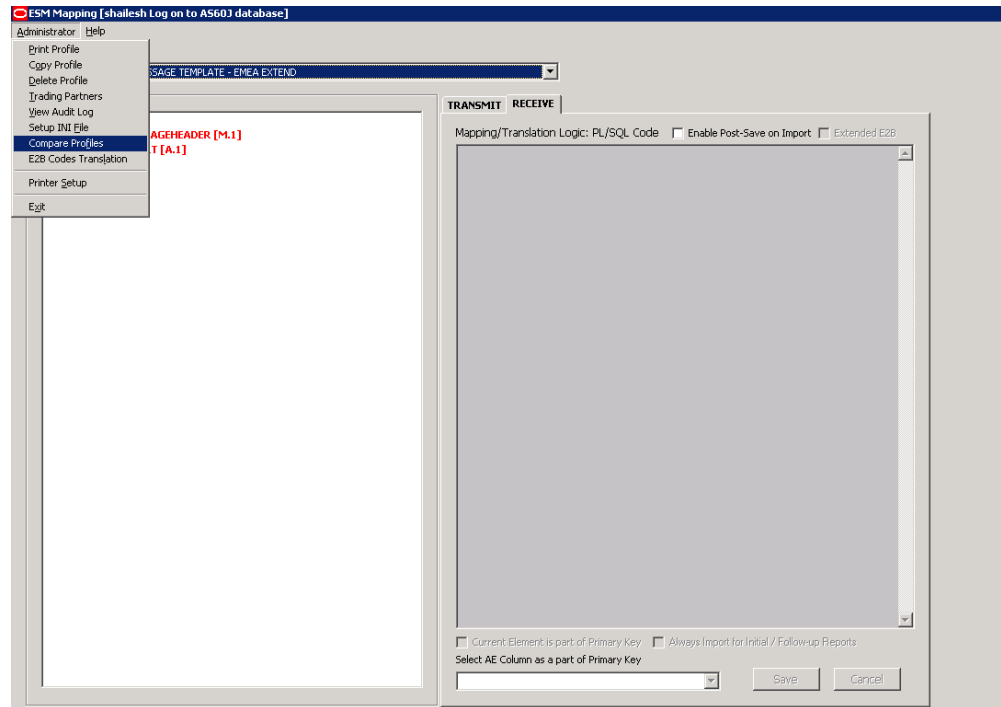 ESM Mapping [shailesh Log on to AS60J database]
Administrator Help
Print Profile
Copy Profile
Delete Profile
Trading Partners
View Audit Log
Setup INI File
Compare Profiles
E2B Codes Translation
Printer Setup
Exit
SSAGE TEMPLATE - EMEA EXTEND
AGEHEADER [M.1]
T [A.1]
TRANSMIT RECEIVE
Mapping/Translation Logic: PL/SQL Code Enable Post-Save on Import Extended E2B
Current Element is part of Primary Key Always Import for Initial / Follow-up Reports
Select AE Column as a part of Primary Key
Save Cancel